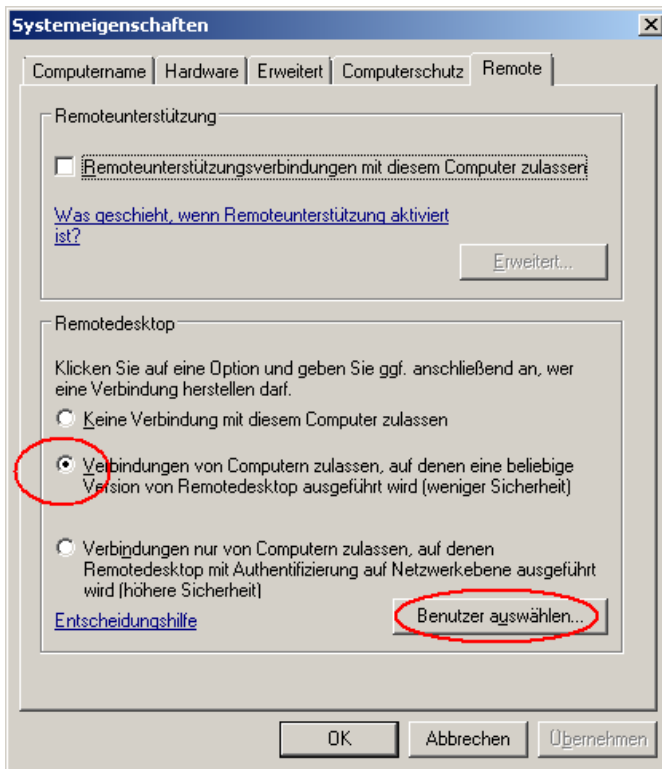 Systemeigenschaften
Computername Hardware Erweitert Computerschutz Remote
Remoteunterstützung
Remoteunterstützungsverbindungen mit diesem Computer zulassen
Was geschieht, wenn Remoteunterstützung aktiviert
ist?
Erweitert...
Remotedesktop
Klicken Sie auf eine Option und geben Sie ggf. anschließend an, wer
eine Verbindung herstellen darf.
Keine Verbindung mit diesem Computer zulassen
Verbindungen von Computern zulassen, auf denen eine beliebige
Version von Remotedesktop ausgeführt wird (weniger Sicherheit)
Verbindungen nur von Computern zulassen, auf denen
Remotedesktop mit Authentifizierung auf Netzwerkebene ausgeführt
wird (höhere Sicherheit)
Entscheidungshilfe
Benutzer auswählen...
OK Abbrechen Übernehmen